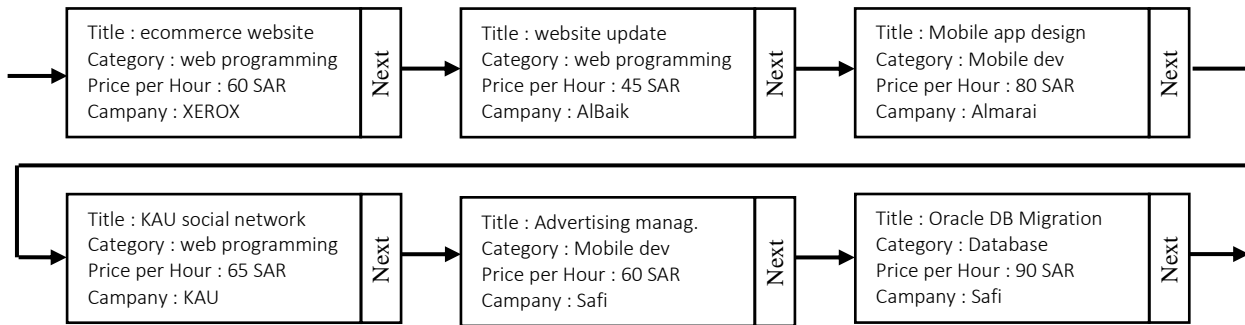 Title : ecommerce website
Category : web programming
Price per Hour : 60 SAR
Campany : XEROX
Next
Title : website update
Category : web programming
Price per Hour : 45 SAR
Campany : AlBaik
Next
Title : Mobile app design
Category : Mobile dev
Price per Hour : 80 SAR
Campany : Almarai
Next
Title : KAU social network
Category : web programming
Price per Hour : 65 SAR
Campany : KAU
Next
Title : Advertising manag.
Category : Mobile dev
Price per Hour : 60 SAR
Campany : Safi
Next
Title : Oracle DB Migration
Category : Database
Price per Hour : 90 SAR
Campany : Safi
Next